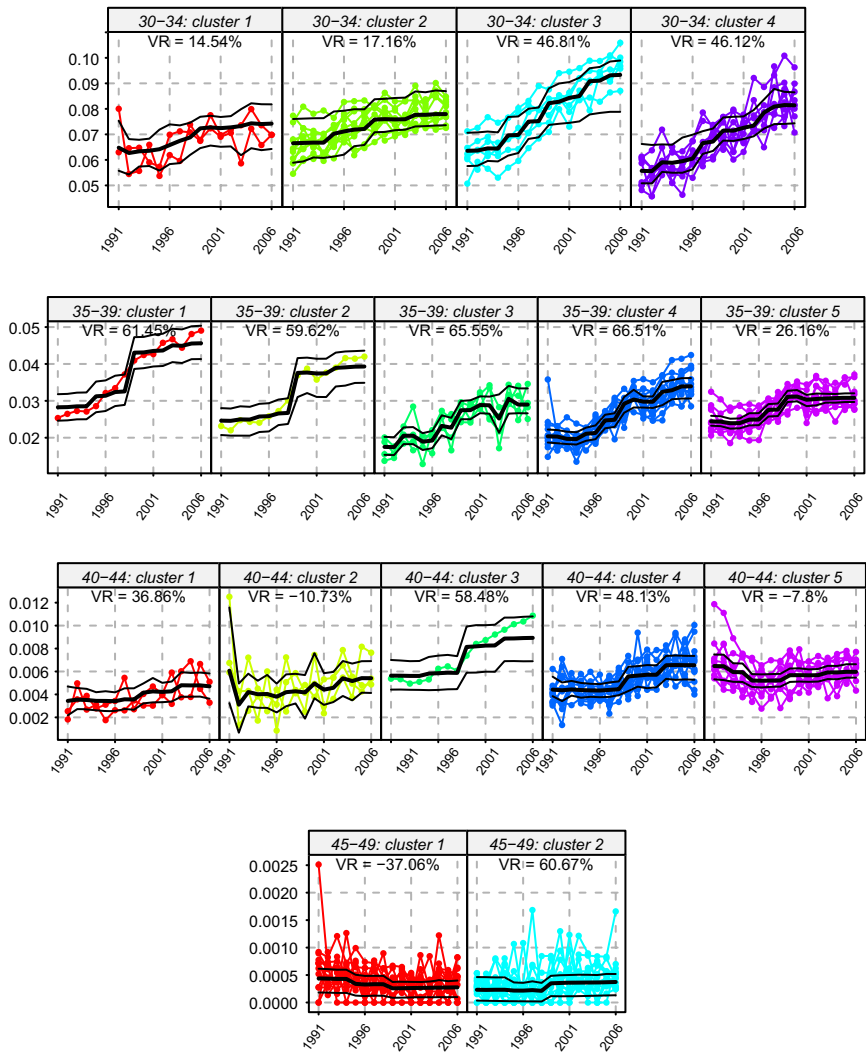 30−34: cluster 1 30−34: cluster 2 30−34: cluster 3 30−34: cluster 4
VR = 14.54% VR = 17.16% VR = 46.81% VR = 46.12%
0.10
0.09
0.08
0.07
0.06
0.05
1991 1996 2001 2006 1991 1996 2001 2006 1991 1996 2001 2006 1991 1996 2001 2006
35−39: cluster 1 35−39: cluster 2 35−39: cluster 3 35−39: cluster 4 35−39: cluster 5
VR = 61.45% VR = 59.62% VR = 65.55% VR = 66.51% VR = 26.16%
0.05
0.04
0.03
0.02
1991 1996 2001 2006 1991 1996 2001 2006 1991 1996 2001 2006 1991 1996 2001 2006 1991 1996 2001 2006
40−44: cluster 1 40−44: cluster 2 40−44: cluster 3 40−44: cluster 4 40−44: cluster 5
VR = 36.86% VR = −10.73% VR = 58.48% VR = 48.13% VR = −7.8%
0.012
0.010
0.008
0.006
0.004
0.002
1991 1996 2001 2006 1991 1996 2001 2006 1991 1996 2001 2006 1991 1996 2001 2006 1991 1996 2001 2006
45−49: cluster 1 45−49: cluster 2
VR = −37.06% VR = 60.67%
0.0025
0.0020
0.0015
0.0010
0.0005
0.0000
1991 1996 2001 2006 1991 1996 2001 2006